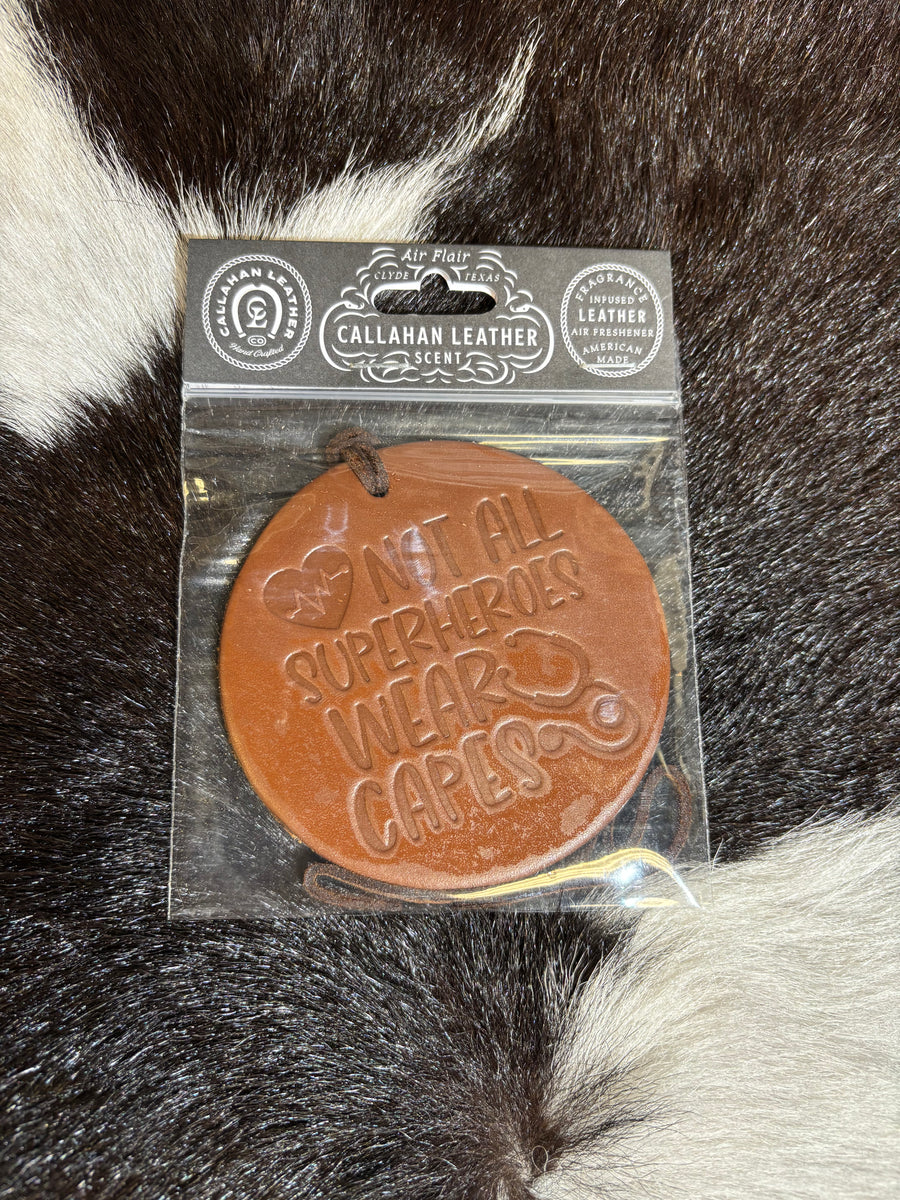 CALLAHAN LEATHER
CL
CO
Hand Crafted
Air Flair
CLYDE TEXAS
CALLAHAN LEATHER
SCENT
FRAGRANCE
INFUSED
LEATHER
AIR FRESHENER
AMERICAN
MADE
NOT ALL
SUPERHEROES
WEAR
CAPES